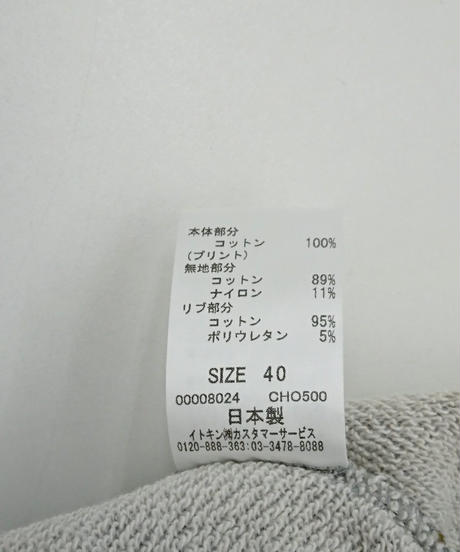 本体部分
コットン 100%
(プリント)
無地部分
コットン 89%
ナイロン 11%
リブ部分
コットン 95%
ポリウレタン 5%
SIZE 40
00008024 CHO500
日本製
イトキン㈱カスタマーサービス
0120-888-363:03-3478-8088